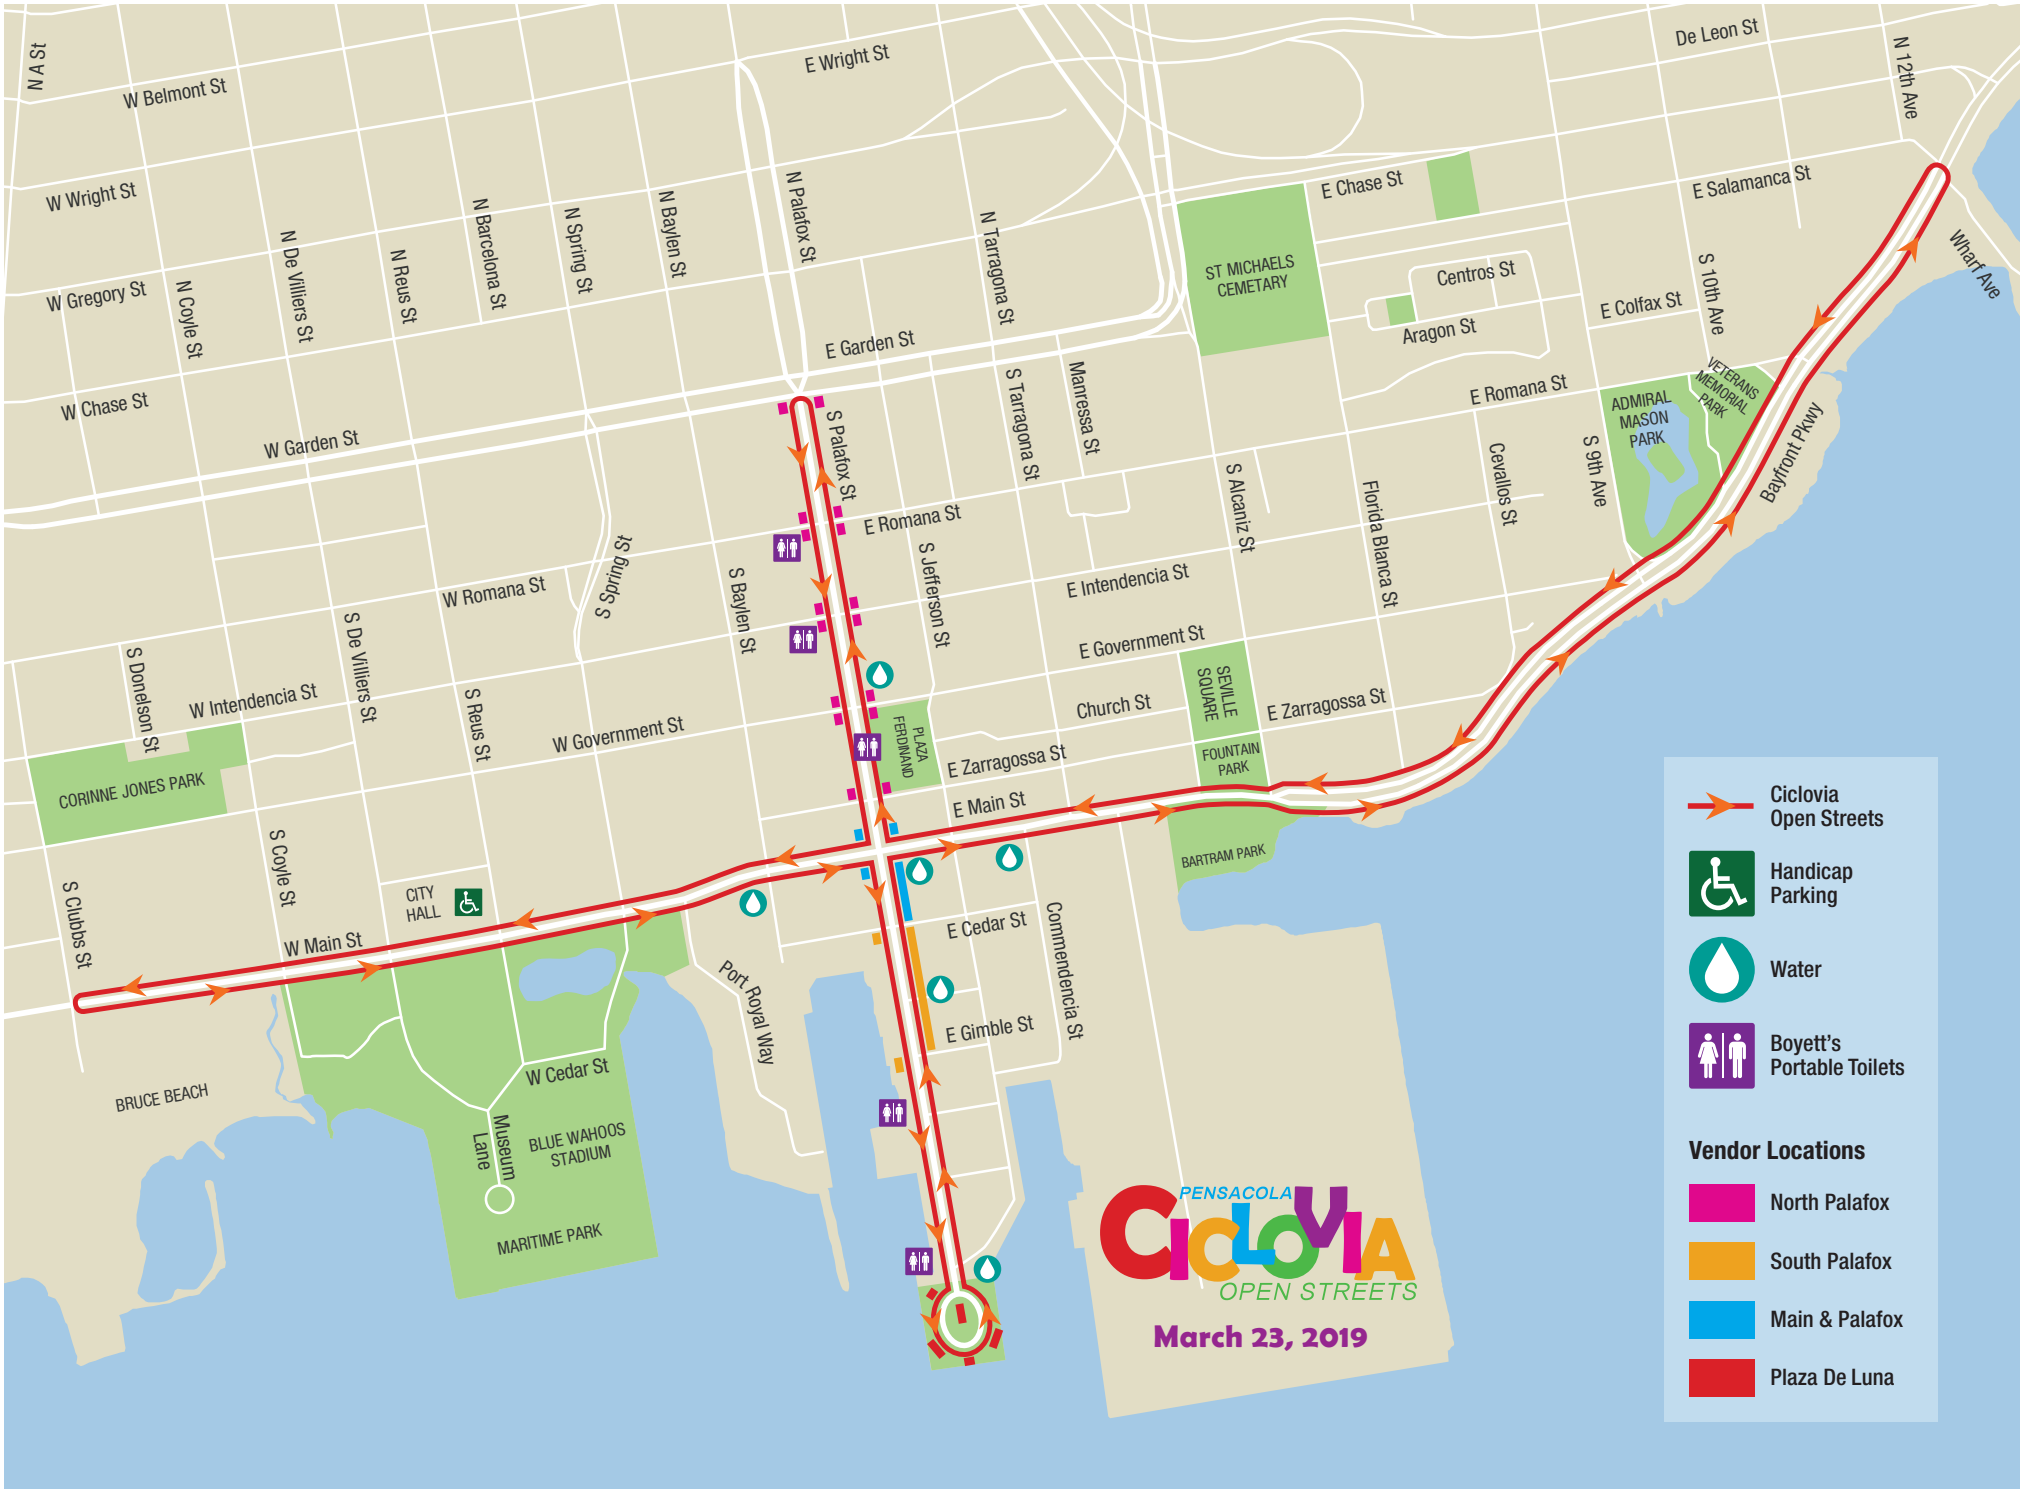 N A St
W Belmont St
E Wright St
De Leon St
N 12th Ave
W Wright St
N Palafox St
E Chase St
E Salamanca St
N Barcelona St
N Spring St
N Baylen St
N Tarragona St
N De Villiers St
N Reus St
Wharf Ave
ST MICHAELS
CEMETARY
Centros St
S 10th Ave
W Gregory St
N Coyle St
E Colfax St
Aragon St
E Garden St
W Chase St
Manressa St
S Tarragona St
E Romana St
VETERANS
MEMORIAL
PARK
ADMIRAL
MASON
PARK
W Garden St
S Palafox St
Bayfront Pkwy
S 9th Ave
Cevallos St
S Alcaniz St
Florida Blanca St
E Romana St
S Jefferson St
S Spring St
W Romana St
S Baylen St
E Intendencia St
S De Villiers St
E Government St
S Donelson St
W Intendencia St
S Reus St
SEVILLE
SQUARE
Church St
E Zarragossa St
W Government St
PLAZA
FERDINAND
E Zarragossa St
FOUNTAIN
PARK
CORINNE JONES PARK
E Main St
S Coyle St
BARTRAM PARK
S Clubbs St
CITY
HALL
W Main St
E Cedar St
Commendencia St
Port Royal Way
E Gimble St
W Cedar St
BRUCE BEACH
Museum
Lane
BLUE WAHOOS
STADIUM
MARITIME PARK
PENSACOLA
CICLOVIA
OPEN STREETS
March 23, 2019
Ciclovia
Open Streets
Handicap
Parking
Water
Boyett's
Portable Toilets
Vendor Locations
North Palafox
South Palafox
Main & Palafox
Plaza De Luna